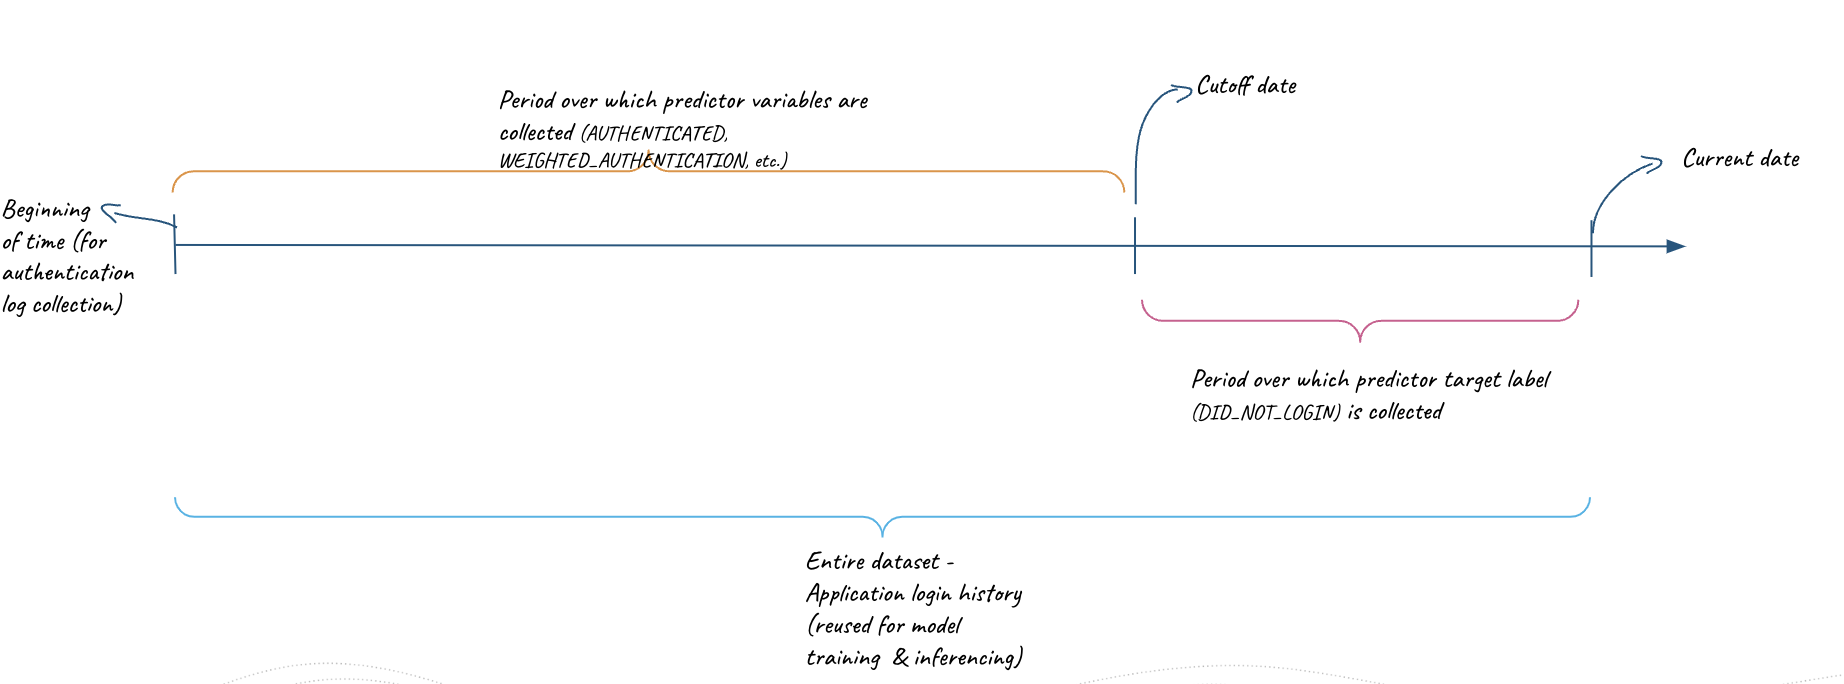 Cutoff date
Period over which predictor variables are
collected (AUTHENTICATED,
WEIGHTED_AUTHENTICATION, etc.)
Current date
Beginning
of time (for
authentication
log collection)
Period over which predictor target label
(DID_NOT_LOGIN) is collected
Entire dataset -
Application login history
(reused for model
training & inferencing)